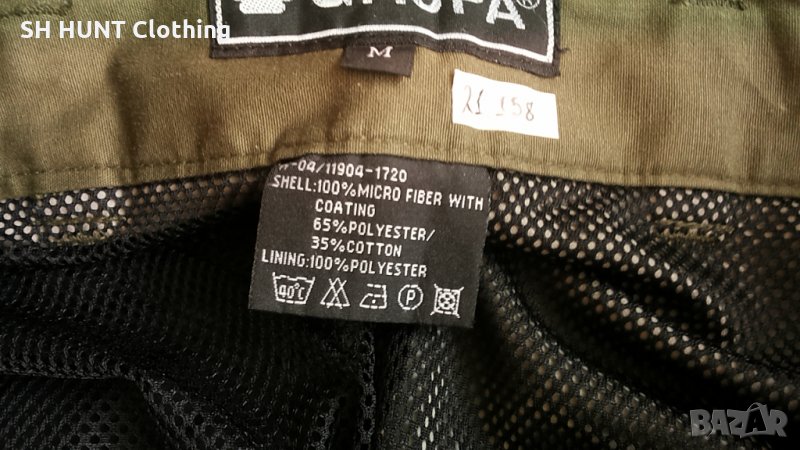 SH HUNT Clothing
M
21 158
04/11904-1720
SHELL:100%MICRO FIBER WITH
COATING
65%POLYESTER/
35%COTTON
LINING:100%POLYESTER
40°C P
BAZAR